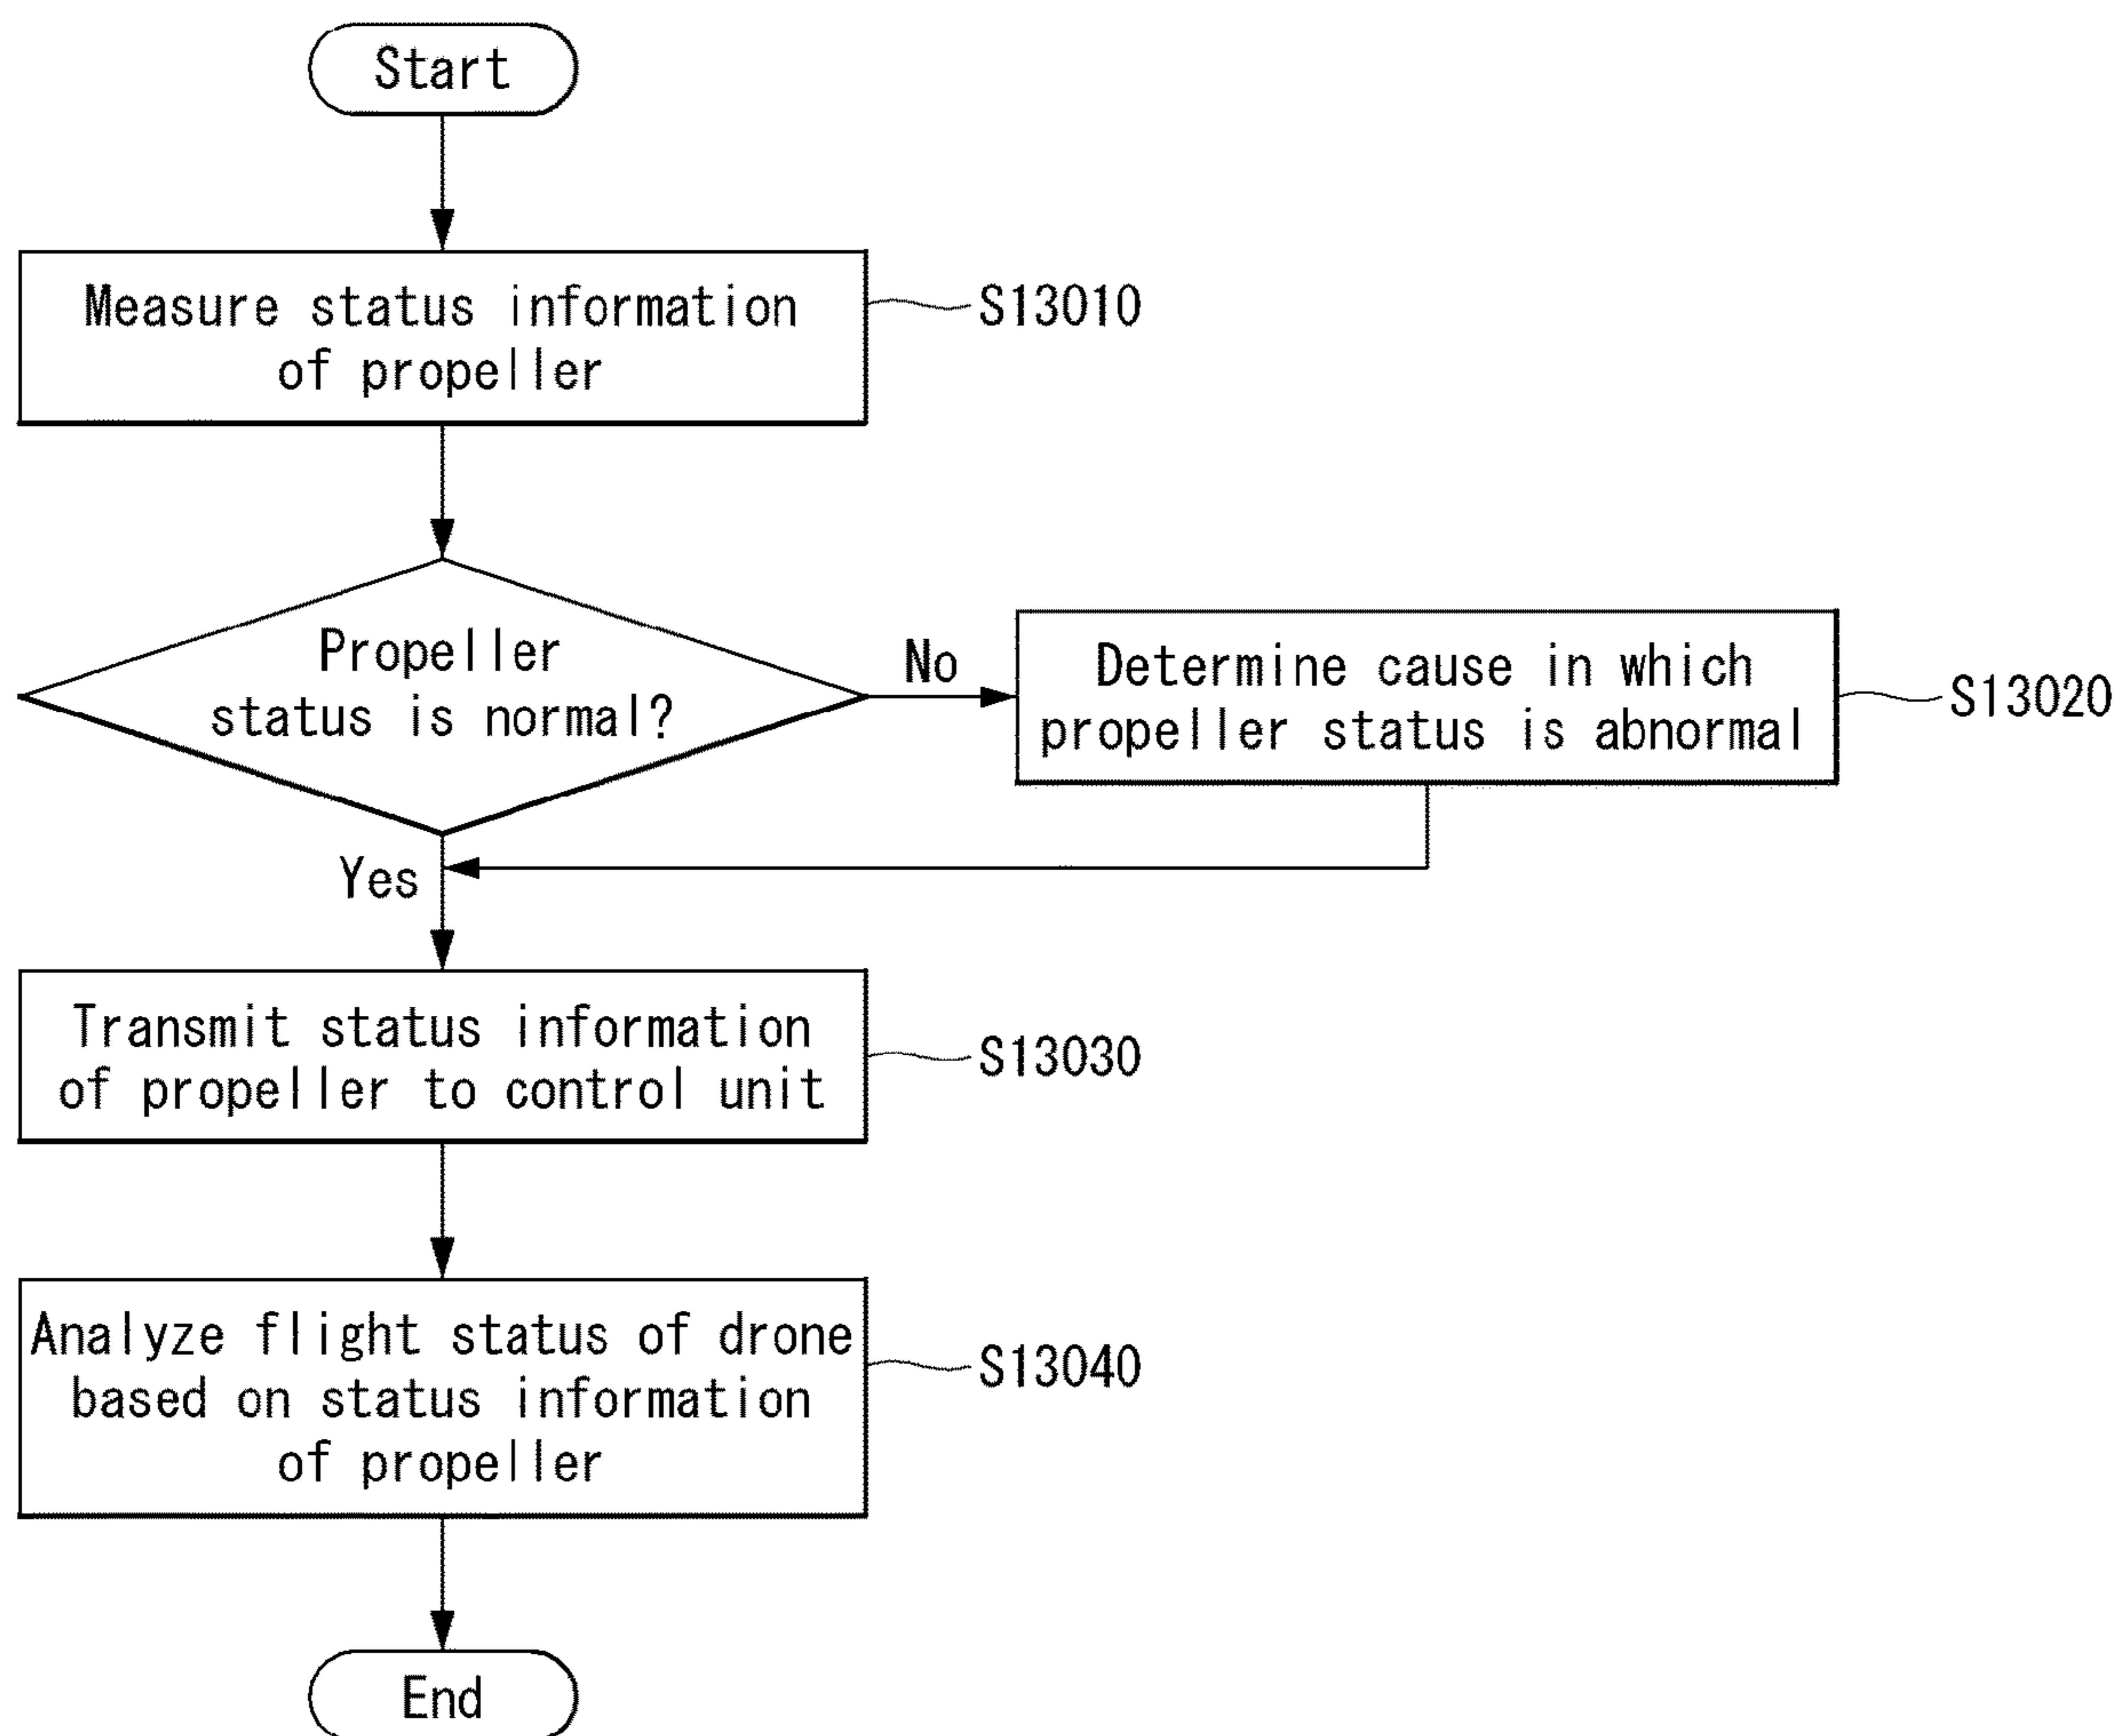 Start
Measure status information
of propeller
S13010
Propeller
status is normal?
No
Determine cause in which
propeller status is abnormal
S13020
Yes
Transmit status information
of propeller to control unit
S13030
Analyze flight status of drone
based on status information
of propeller
S13040
End